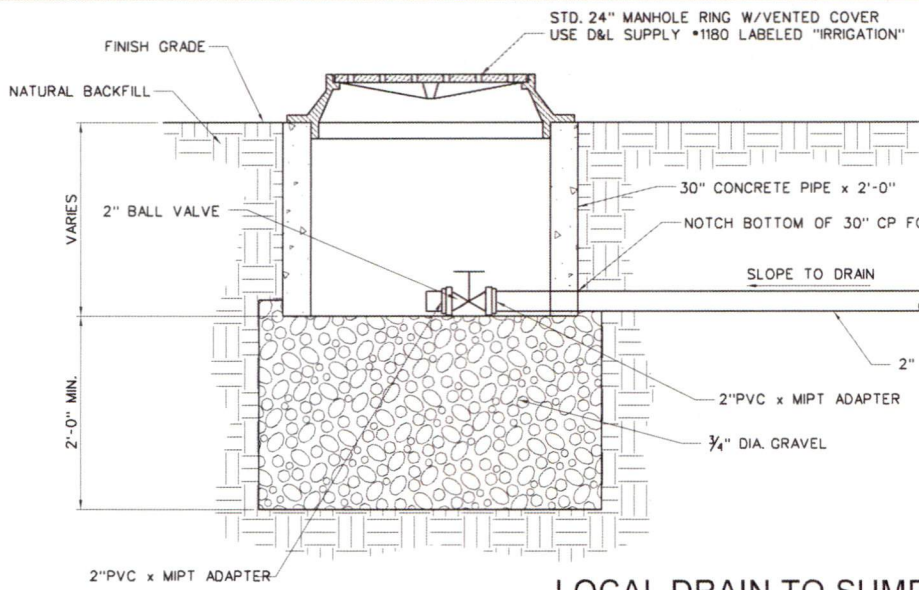 STD. 24" MANHOLE RING W/VENTED COVER
USE D&L SUPPLY •1180 LABELED "IRRIGATION"
FINISH GRADE
NATURAL BACKFILL
VARIES
2" BALL VALVE
30" CONCRETE PIPE x 2'-0"
NOTCH BOTTOM OF 30" CP
SLOPE TO DRAIN
2"
2"PVC x MIPT ADAPTER
3/4" DIA. GRAVEL
2'-0" MIN.
2"PVC x MIPT ADAPTER
LOCAL DRAIN TO SUMP